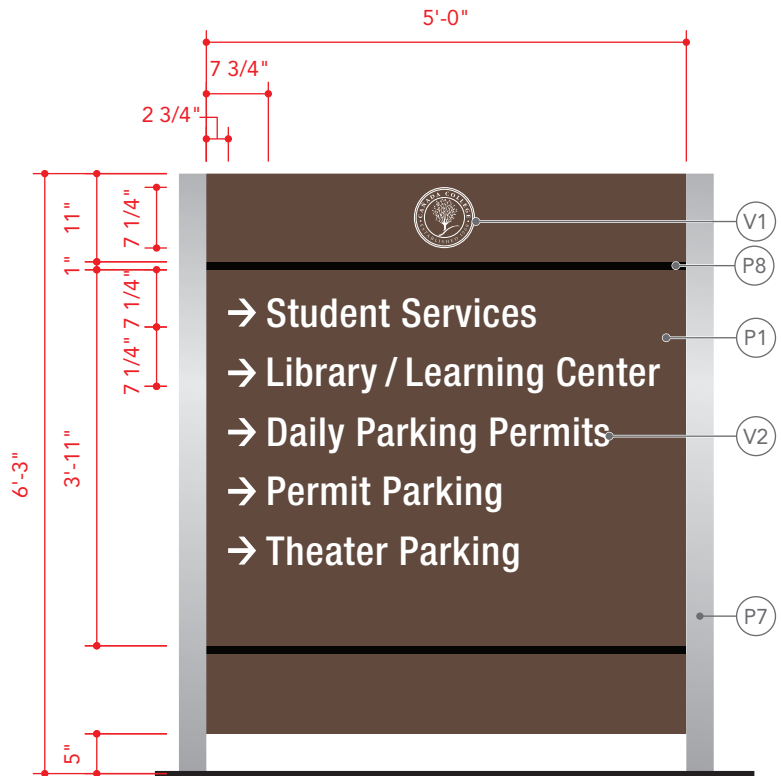 5'-0"
7 3/4"
2 3/4"
11"
7 1/4"
1"
7 1/4"
7 1/4"
3'-11"
6'-3"
5"
CAÑADA COLLEGE
V1
P8
→ Student Services
P1
→ Library / Learning Center
→ Daily Parking Permits
V2
→ Permit Parking
→ Theater Parking
P7